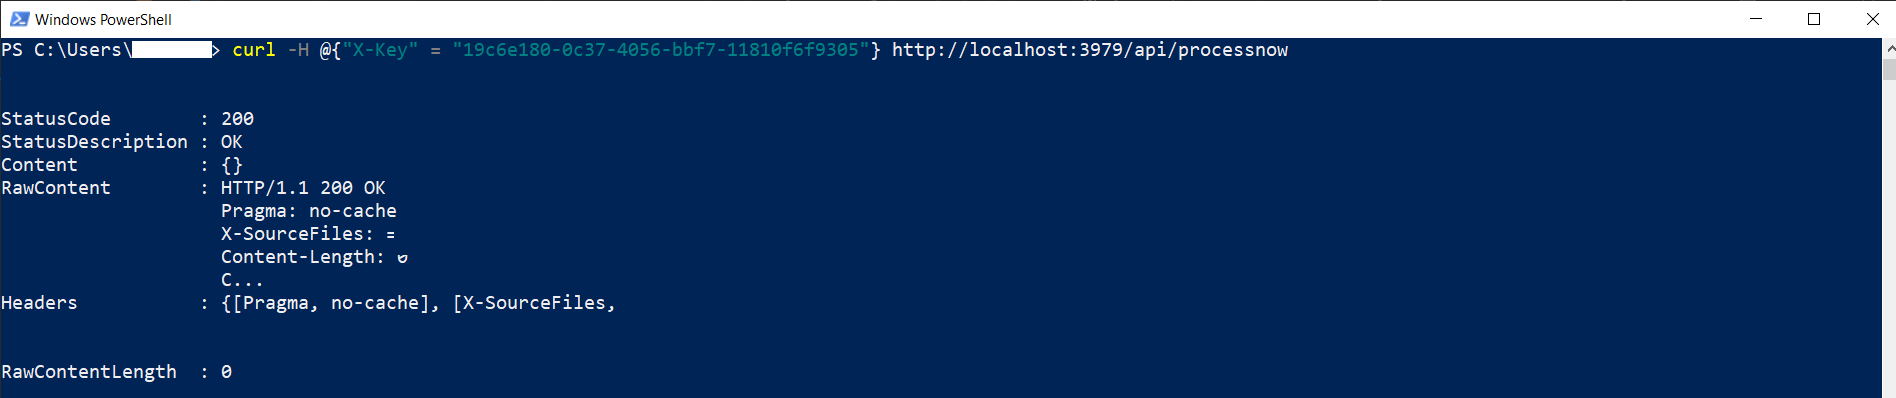 Windows PowerShell
PS C:\Users\> curl -H @{"X-Key" = "19c6e180-0c37-4056-bbf7-11810f6f9305"} http://localhost:3979/api/processnow
StatusCode : 200
StatusDescription : OK
Content : {}
RawContent : HTTP/1.1 200 OK
Pragma: no-cache
X-SourceFiles: =
Content-Length:
C...
Headers : {[Pragma, no-cache], [X-SourceFiles,
RawContentLength : 0